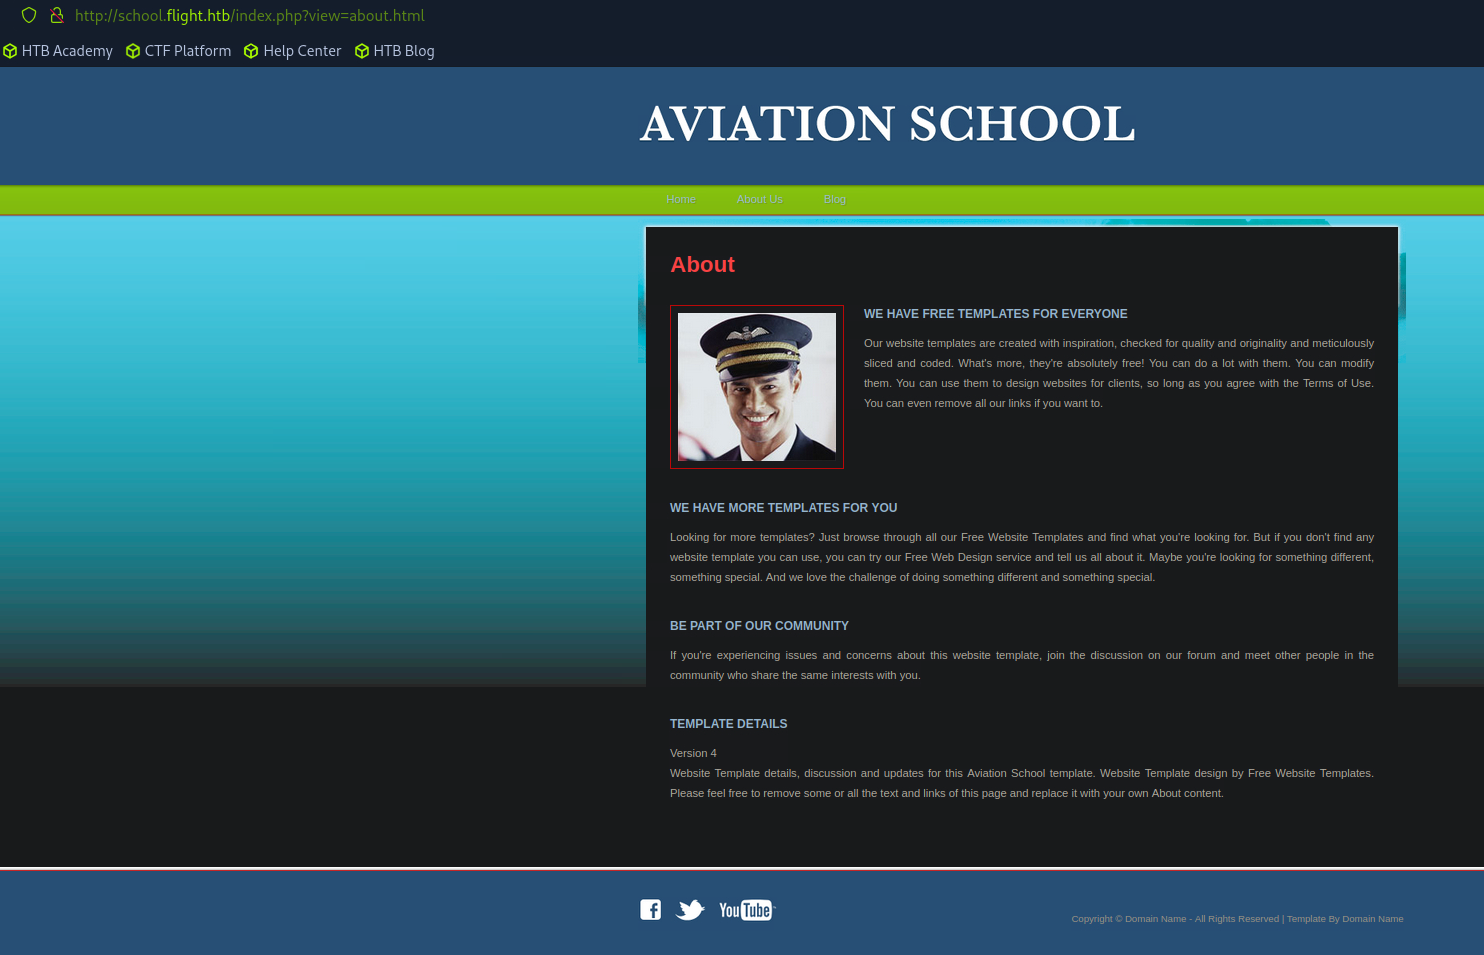 http://school.flight.htb/index.php?view=about.html
HTB Academy CTF Platform Help Center HTB Blog
AVIATION SCHOOL
Home About Us Blog
About
WE HAVE FREE TEMPLATES FOR EVERYONE
Our website templates are created with inspiration, checked for quality and originality and meticulously
sliced and coded. What's more, they're absolutely free! You can do a lot with them. You can modify
them. You can use them to design websites for clients, so long as you agree with the Terms of Use.
You can even remove all our links if you want to.
WE HAVE MORE TEMPLATES FOR YOU
Looking for more templates? Just browse through all our Free Website Templates and find what you're looking for. But if you don't find any
website template you can use, you can try our Free Web Design service and tell us all about it. Maybe you're looking for something different,
something special. And we love the challenge of doing something different and something special.
BE PART OF OUR COMMUNITY
If you're experiencing issues and concerns about this website template, join the discussion on our forum and meet other people in the
community who share the same interests with you.
TEMPLATE DETAILS
Version 4
Website Template details, discussion and updates for this Aviation School template. Website Template design by Free Website Templates.
Please feel free to remove some or all the text and links of this page and replace it with your own About content.
YouTube
Copyright © Domain Name - All Rights Reserved | Template By Domain Name